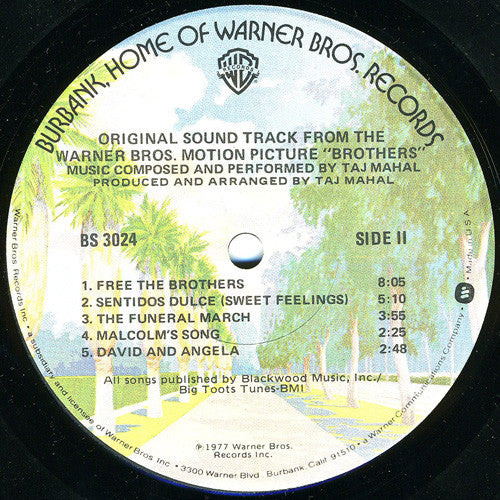 BURBANK, HOME OF WARNER BROS. RECORDS
WB
RECORDS
ORIGINAL SOUND TRACK FROM THE
WARNER BROS. MOTION PICTURE "BROTHERS"
MUSIC COMPOSED AND PERFORMED BY TAJ MAHAL
PRODUCED AND ARRANGED BY TAJ MAHAL
BS 3024
SIDE II
1. FREE THE BROTHERS 8:05
2. SENTIDOS DULCE (SWEET FEELINGS) 5:10
3. THE FUNERAL MARCH 3:55
4. MALCOLM'S SONG 2:25
5. DAVID AND ANGELA 2:48
All songs published by Blackwood Music, Inc./
Big Toots Tunes-BMI
℗ 1977 Warner Bros.
Records Inc.
Warner Bros. Records Inc. • a subsidiary and licensee of Warner Bros. Inc. • 3300 Warner Blvd., Burbank, Calif. 91510 • a Warner Communications Company • Made in U.S.A.